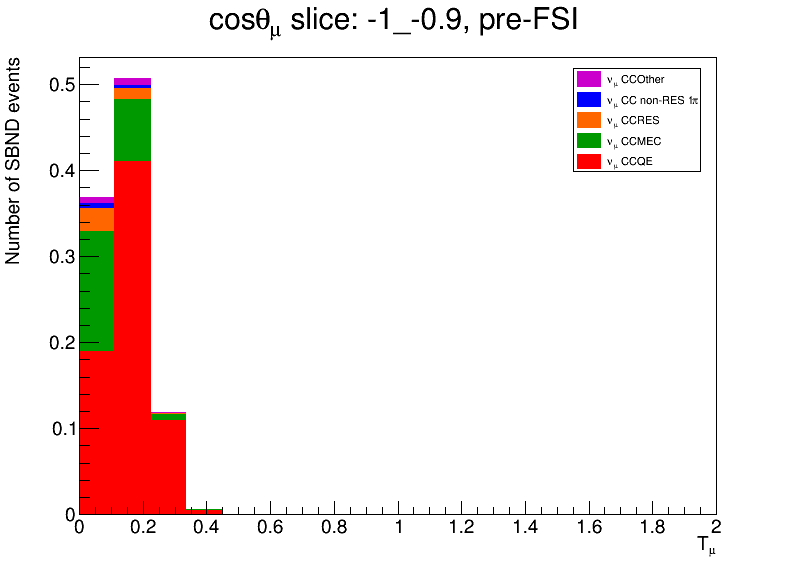 cosθμ slice: -1_-0.9, pre-FSI
Number of SBND events
0.5
0.4
0.3
0.2
0.1
0
νμ CCOther
νμ CC non-RES 1π
νμ CCRES
νμ CCMEC
νμ CCQE
0 0.2 0.4 0.6 0.8 1 1.2 1.4 1.6 1.8 2
Tμ